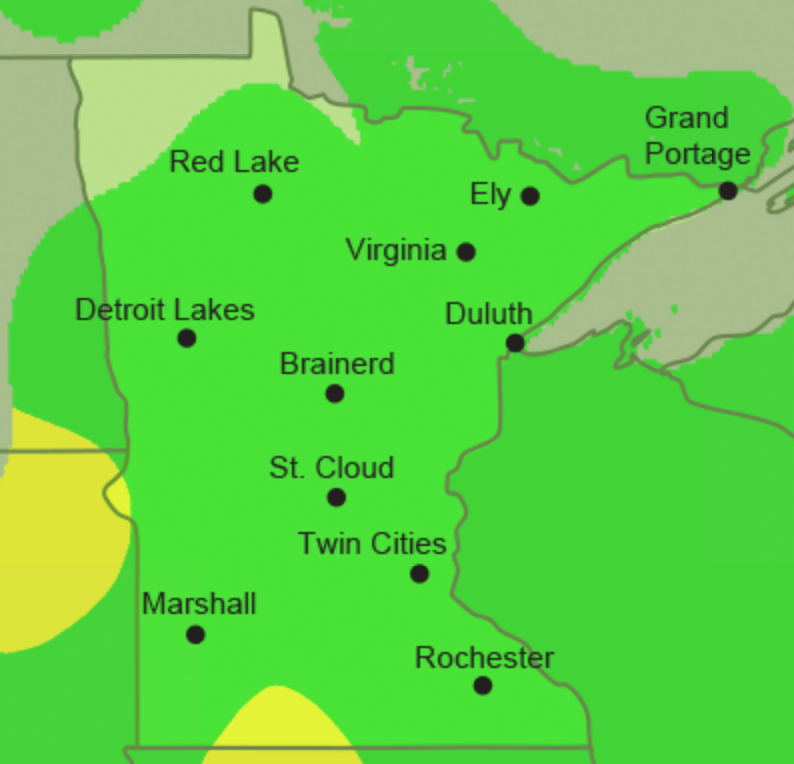 Grand
Portage
Red Lake
Ely
Virginia
Detroit Lakes
Duluth
Brainerd
St. Cloud
Twin Cities
Marshall
Rochester